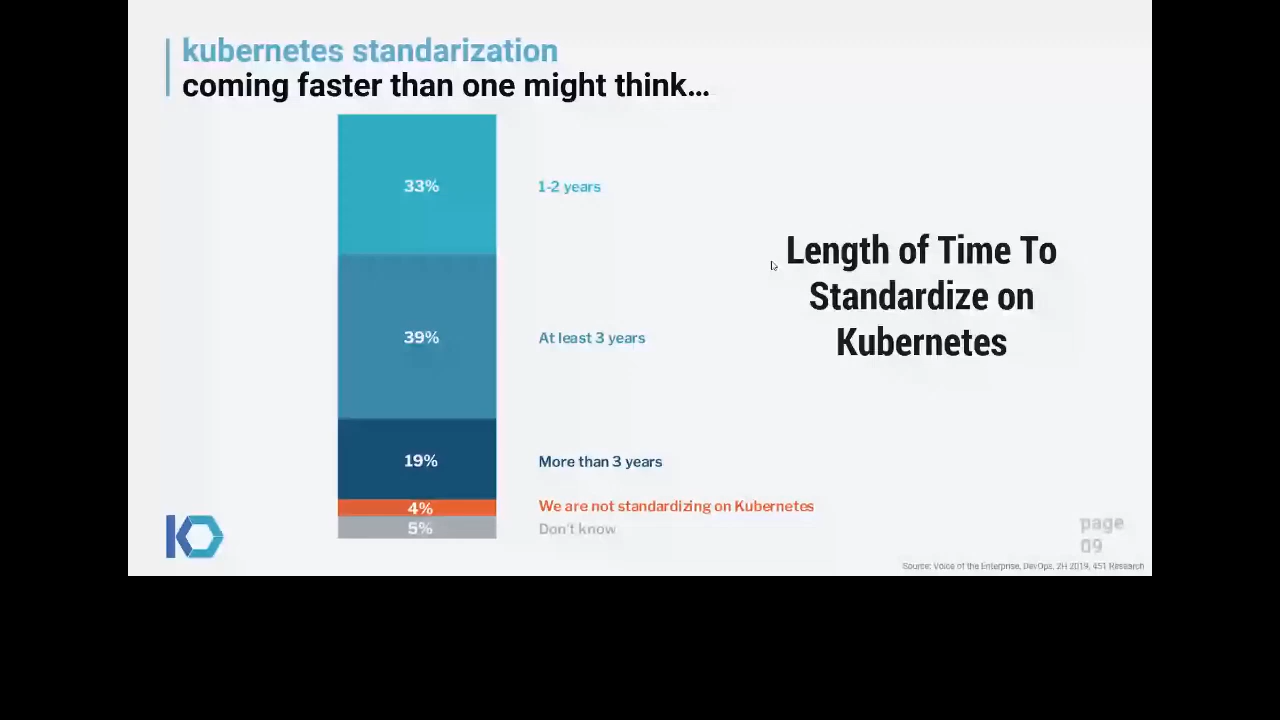 kubernetes standarization
coming faster than one might think...
33%
1-2 years
39%
At least 3 years
19%
More than 3 years
4%
We are not standardizing on Kubernetes
5%
Don't know
Length of Time To
Standardize on
Kubernetes
page
09
Source: Voice of the Enterprise, DevOps, 2H 2019, 451 Research